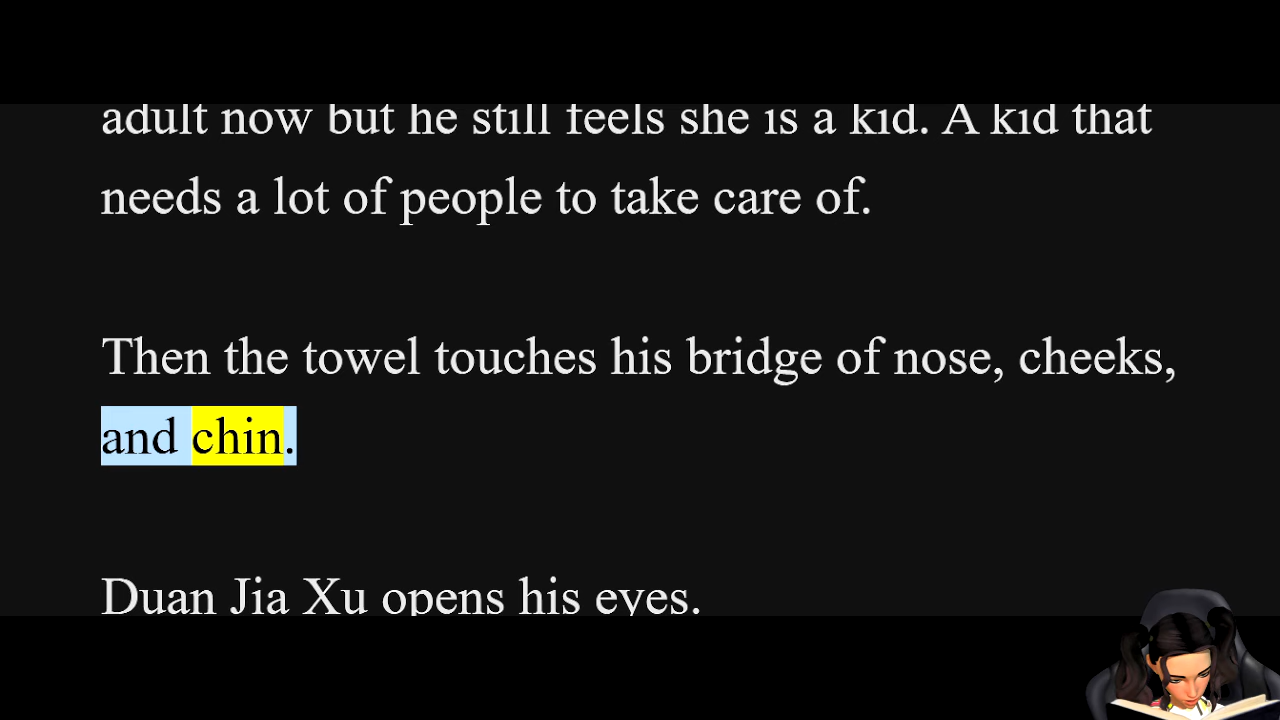 adult now but he still feels she is a kid. A kid that
needs a lot of people to take care of.
Then the towel touches his bridge of nose, cheeks,
and chin.
Duan Jia Xu opens his eyes.